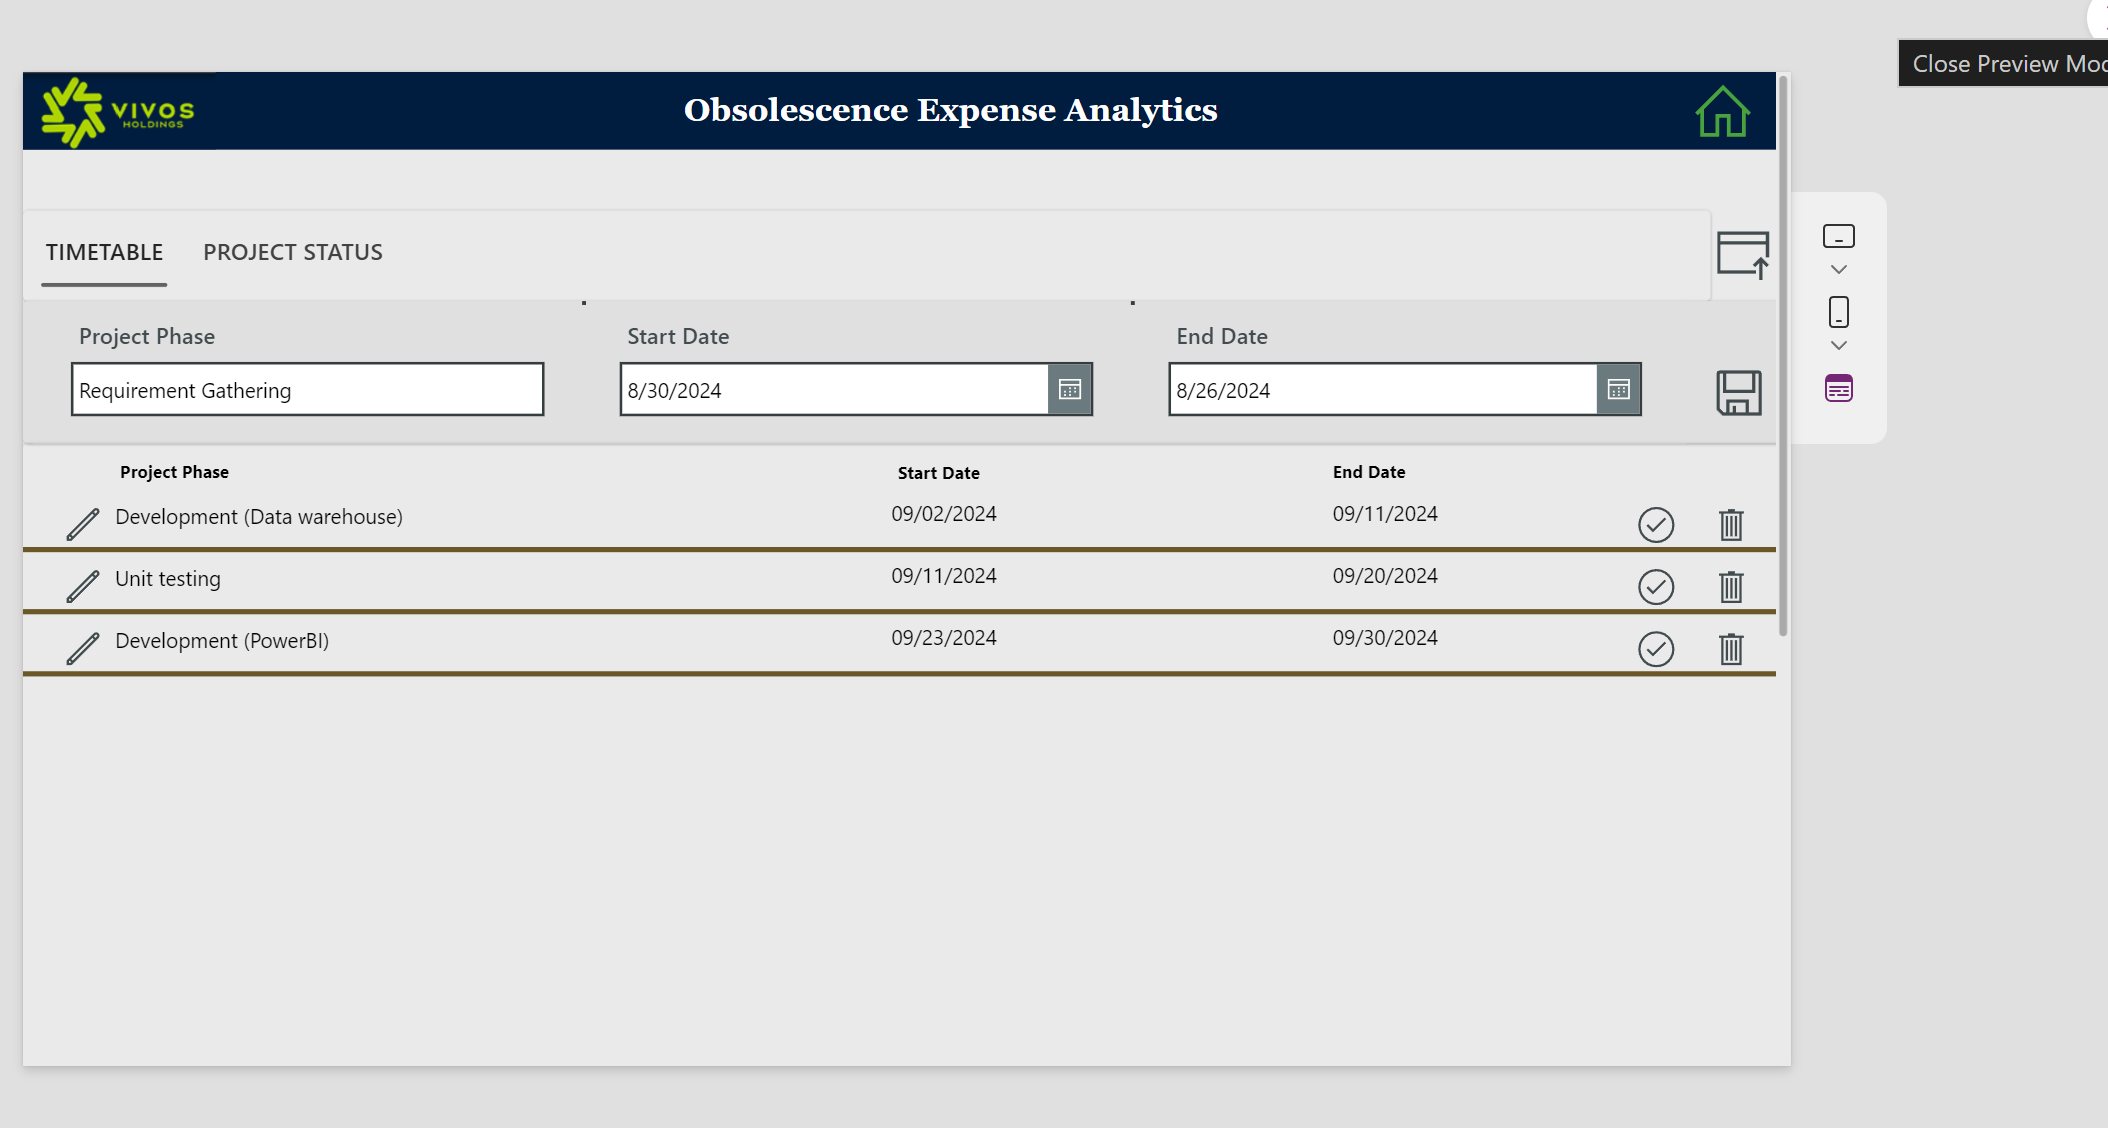 Close Preview Mod
VIVOS
HOLDINGS
Obsolescence Expense Analytics
TIMETABLE PROJECT STATUS
Project Phase Start Date End Date
Requirement Gathering 8/30/2024 8/26/2024
Project Phase Start Date End Date
Development (Data warehouse) 09/02/2024 09/11/2024
Unit testing 09/11/2024 09/20/2024
Development (PowerBI) 09/23/2024 09/30/2024